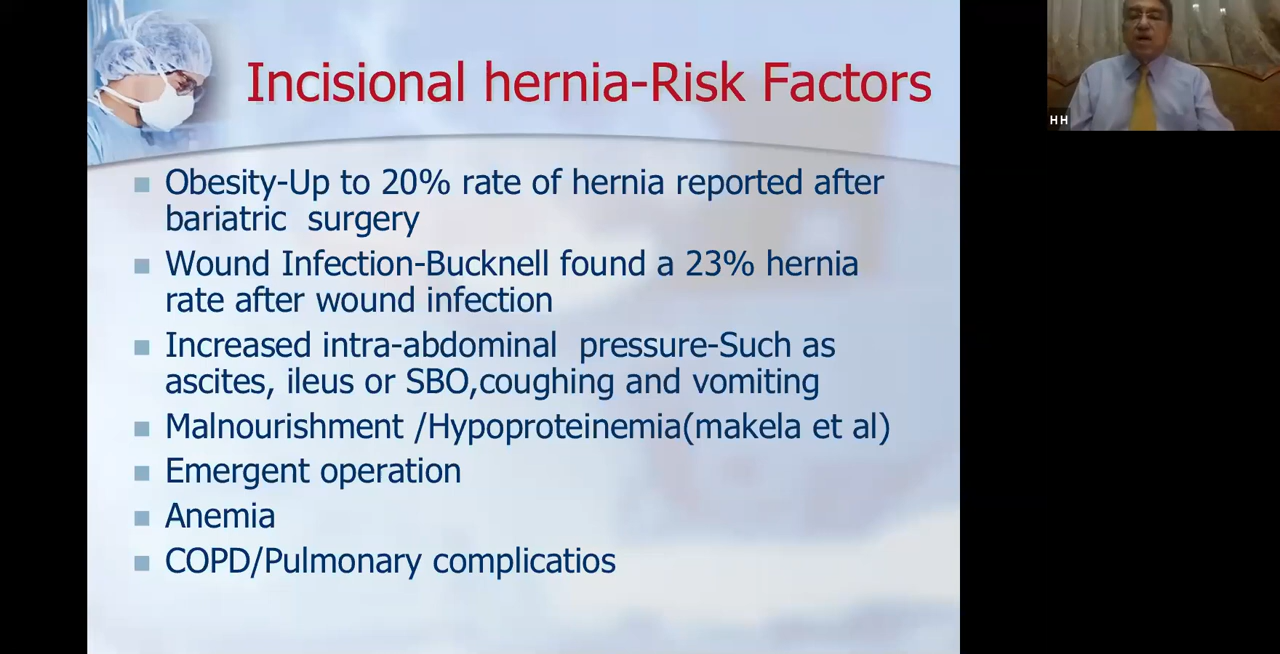 Incisional hernia-Risk Factors
Obesity-Up to 20% rate of hernia reported after
bariatric surgery
Wound Infection-Bucknell found a 23% hernia
rate after wound infection
Increased intra-abdominal pressure-Such as
ascites, ileus or SBO,coughing and vomiting
Malnourishment /Hypoproteinemia(makela et al)
Emergent operation
Anemia
COPD/Pulmonary complicatios
HH